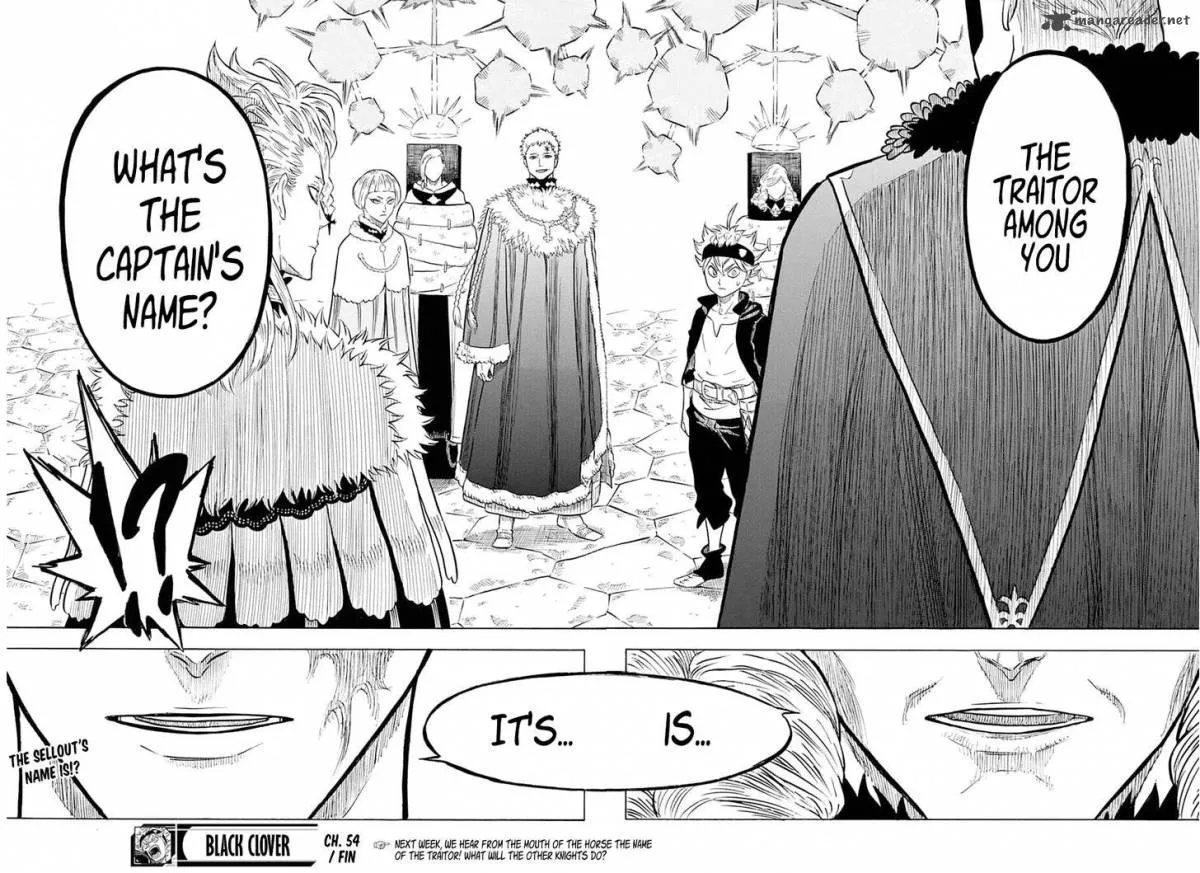 mangareader.net
THE
TRAITOR
AMONG
YOU
WHAT'S
THE
CAPTAIN'S
NAME?
!?
IS...
IT'S...
THE SELLOUT'S
NAME IS!?
BLACK CLOVER
CH. 54
/ FIN
NEXT WEEK, WE HEAR FROM THE MOUTH OF THE HORSE THE NAME
OF THE TRAITOR! WHAT WILL THE OTHER KNIGHTS DO?